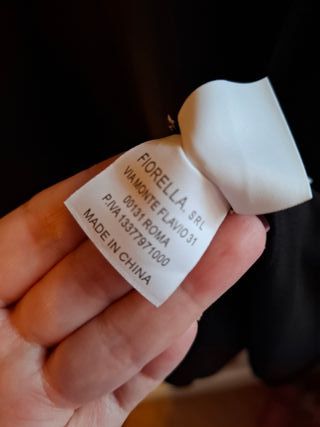 FIORELLA, SRL
VIA MONTE FLAVIO 31
00131 ROMA
P.IVA 13377971000
MADE IN CHINA